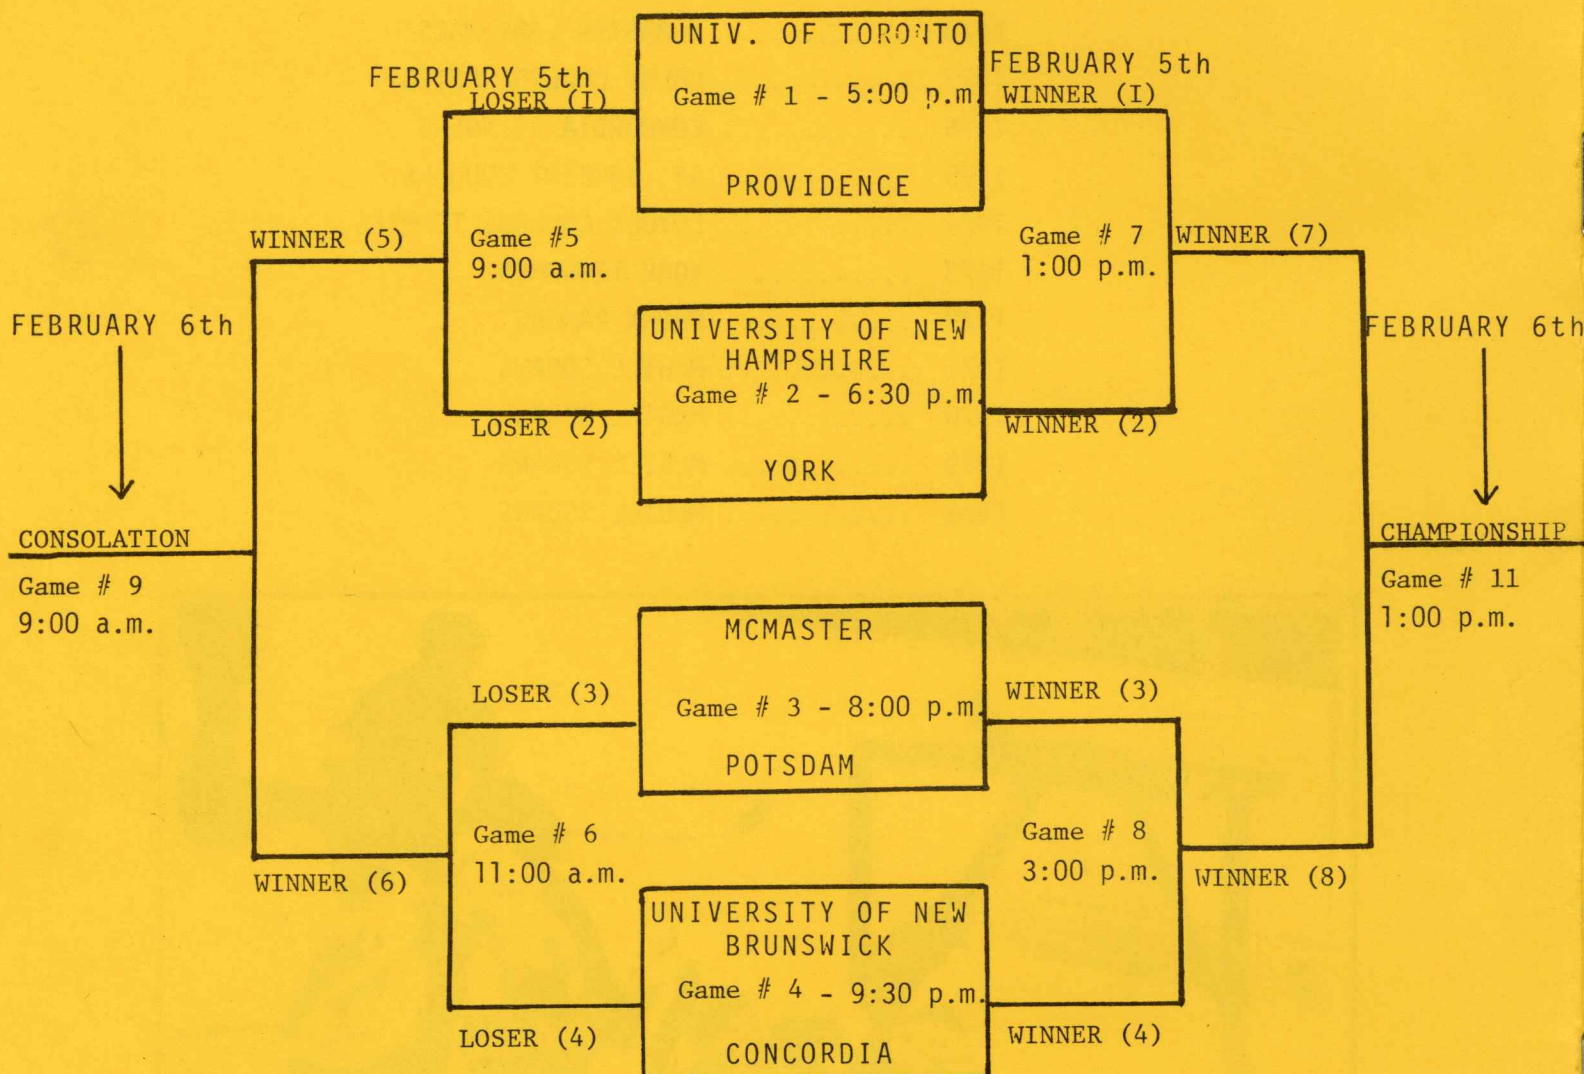 UNIV. OF TORONTO
FEBRUARY 5th
FEBRUARY 5th
LOSER (I)
Game # 1 - 5:00 p.m.
WINNER (I)
PROVIDENCE
WINNER (5)
Game #5
9:00 a.m.
Game # 7
1:00 p.m.
WINNER (7)
FEBRUARY 6th
UNIVERSITY OF NEW
HAMPSHIRE
Game # 2 - 6:30 p.m.
FEBRUARY 6th
LOSER (2)
WINNER (2)
YORK
CONSOLATION
Game # 9
9:00 a.m.
CHAMPIONSHIP
Game # 11
1:00 p.m.
MCMASTER
LOSER (3)
Game # 3 - 8:00 p.m.
WINNER (3)
POTSDAM
Game # 6
11:00 a.m.
Game # 8
3:00 p.m.
WINNER (6)
WINNER (8)
UNIVERSITY OF NEW
BRUNSWICK
Game # 4 - 9:30 p.m.
LOSER (4)
WINNER (4)
CONCORDIA